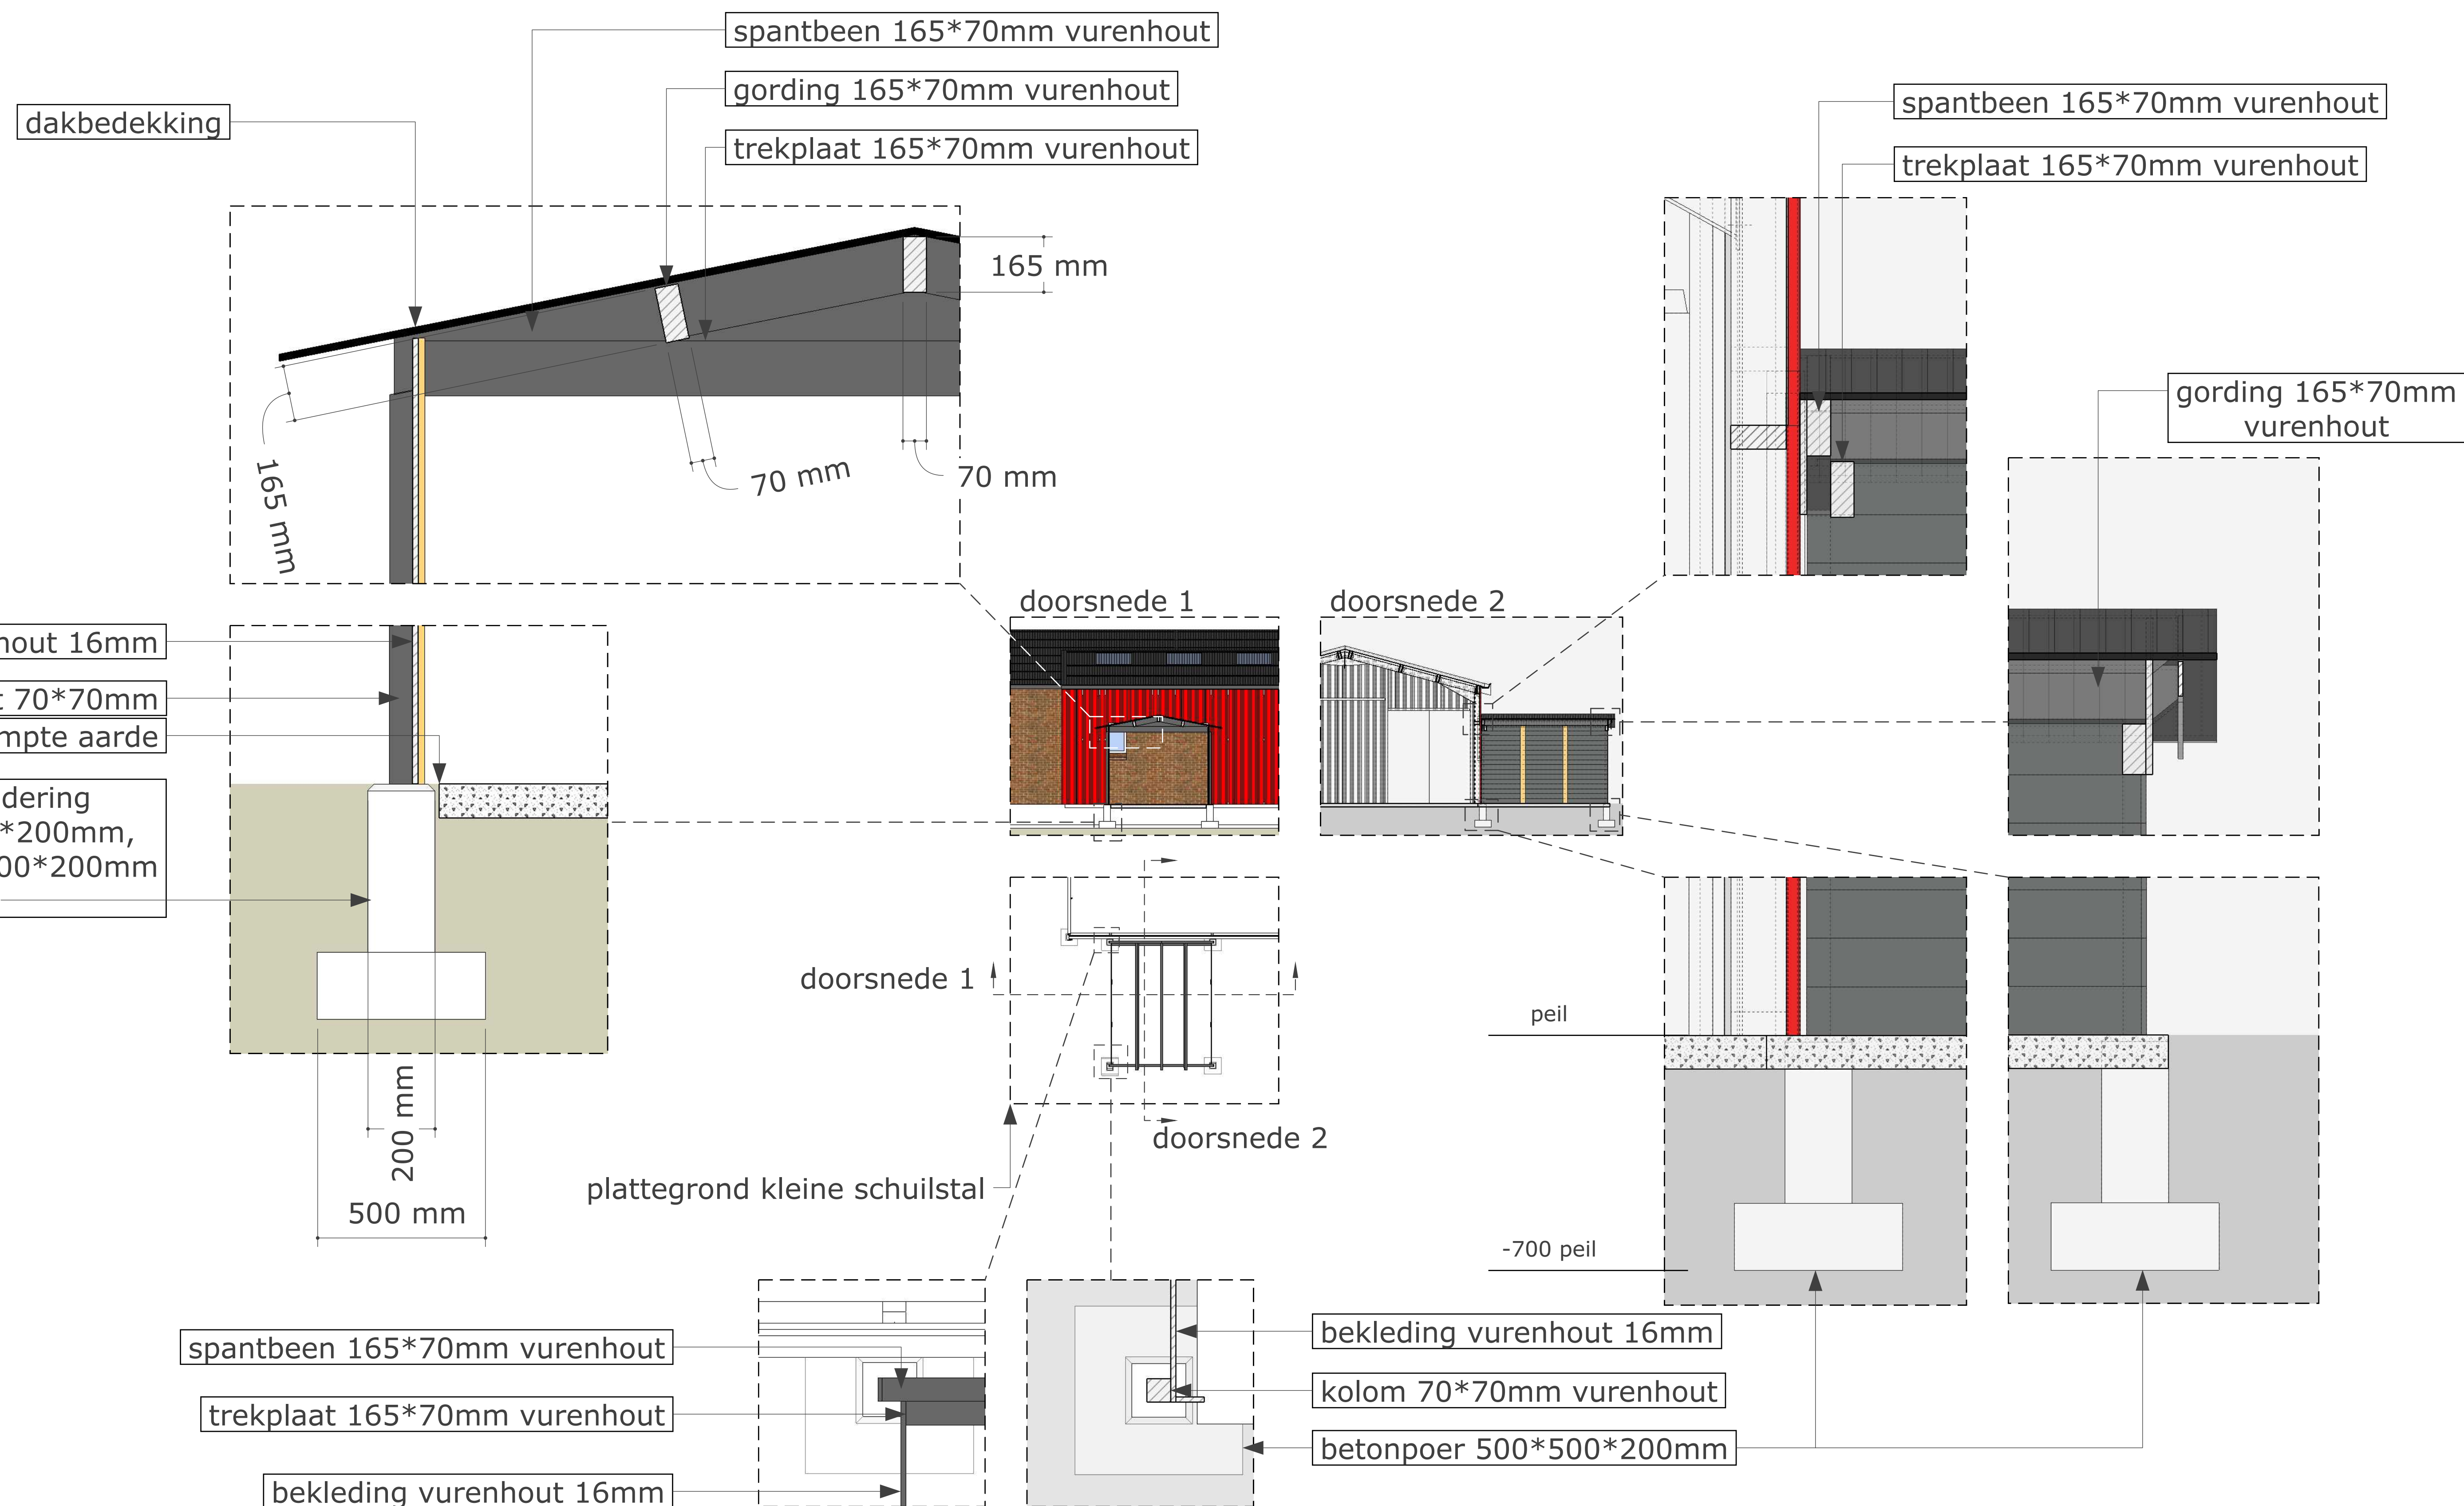 spantbeen 165*70mm vurenhout
gording 165*70mm vurenhout
trekplaat 165*70mm vurenhout
dakbedekking
165 mm
70 mm
70 mm
165 mm
spantbeen 165*70mm vurenhout
trekplaat 165*70mm vurenhout
gording 165*70mm
vurenhout
doorsnede 1
doorsnede 2
16mm
70*70mm
aarde
*200mm,
00*200mm
200 mm
500 mm
doorsnede 1
doorsnede 2
plattegrond kleine schuilstal
peil
-700 peil
spantbeen 165*70mm vurenhout
trekplaat 165*70mm vurenhout
bekleding vurenhout 16mm
bekleding vurenhout 16mm
kolom 70*70mm vurenhout
betonpoer 500*500*200mm